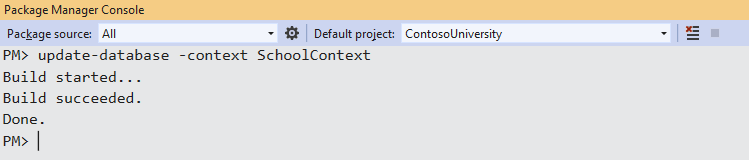 Package Manager Console
Package source: All Default project: ContosoUniversity
PM> update-database -context SchoolContext
Build started...
Build succeeded.
Done.
PM>